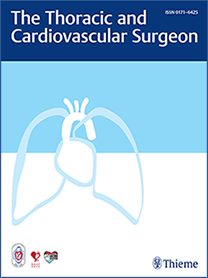 The Thoracic and
Cardiovascular Surgeon
ISSN 0171-6425
Thieme